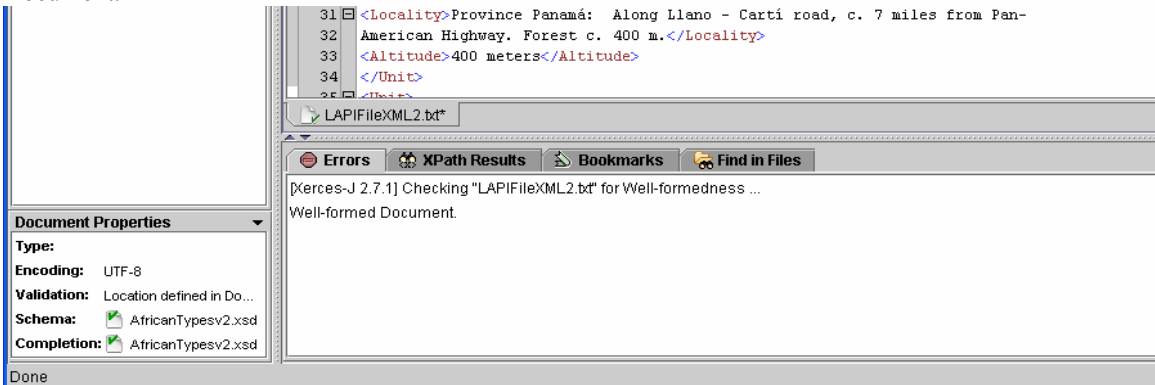 31 <Locality>Province Panamá:  Along Llano - Cartí road, c. 7 miles from Pan-
32 American Highway. Forest c. 400 m.</Locality>
33 <Altitude>400 meters</Altitude>
34 </Unit>
35 <Unit>
LAPIFileXML2.txt*
Errors XPath Results Bookmarks Find in Files
[Xerces-J 2.7.1] Checking "LAPIFileXML2.txt" for Well-formedness ...
Well-formed Document.
Document Properties
Type:
Encoding: UTF-8
Validation: Location defined in Do...
Schema: AfricanTypesv2.xsd
Completion: AfricanTypesv2.xsd
Done